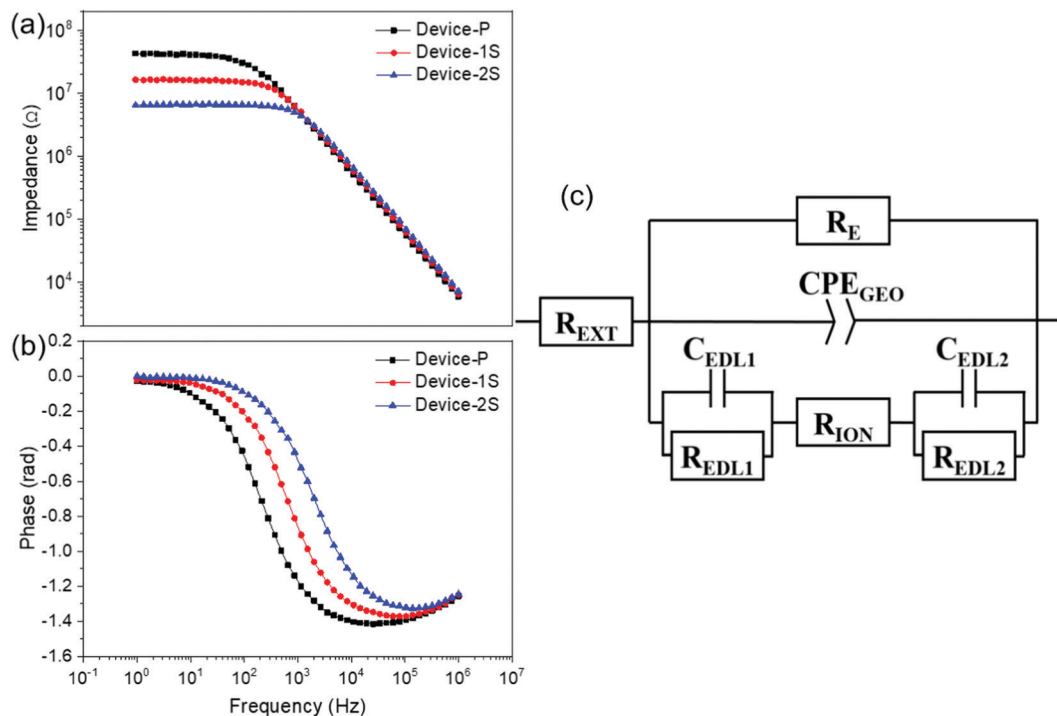 (a)
10^8
10^7
10^6
10^5
10^4
Impedance (Ω)
Device-P
Device-1S
Device-2S
(b)
0.2
0.0
-0.2
-0.4
-0.6
-0.8
-1.0
-1.2
-1.4
-1.6
Phase (rad)
Device-P
Device-1S
Device-2S
10^-1 10^0 10^1 10^2 10^3 10^4 10^5 10^6 10^7
Frequency (Hz)
(c)
R_E
CPE_GEO
R_EXT
C_EDL1
C_EDL2
R_ION
R_EDL1
R_EDL2